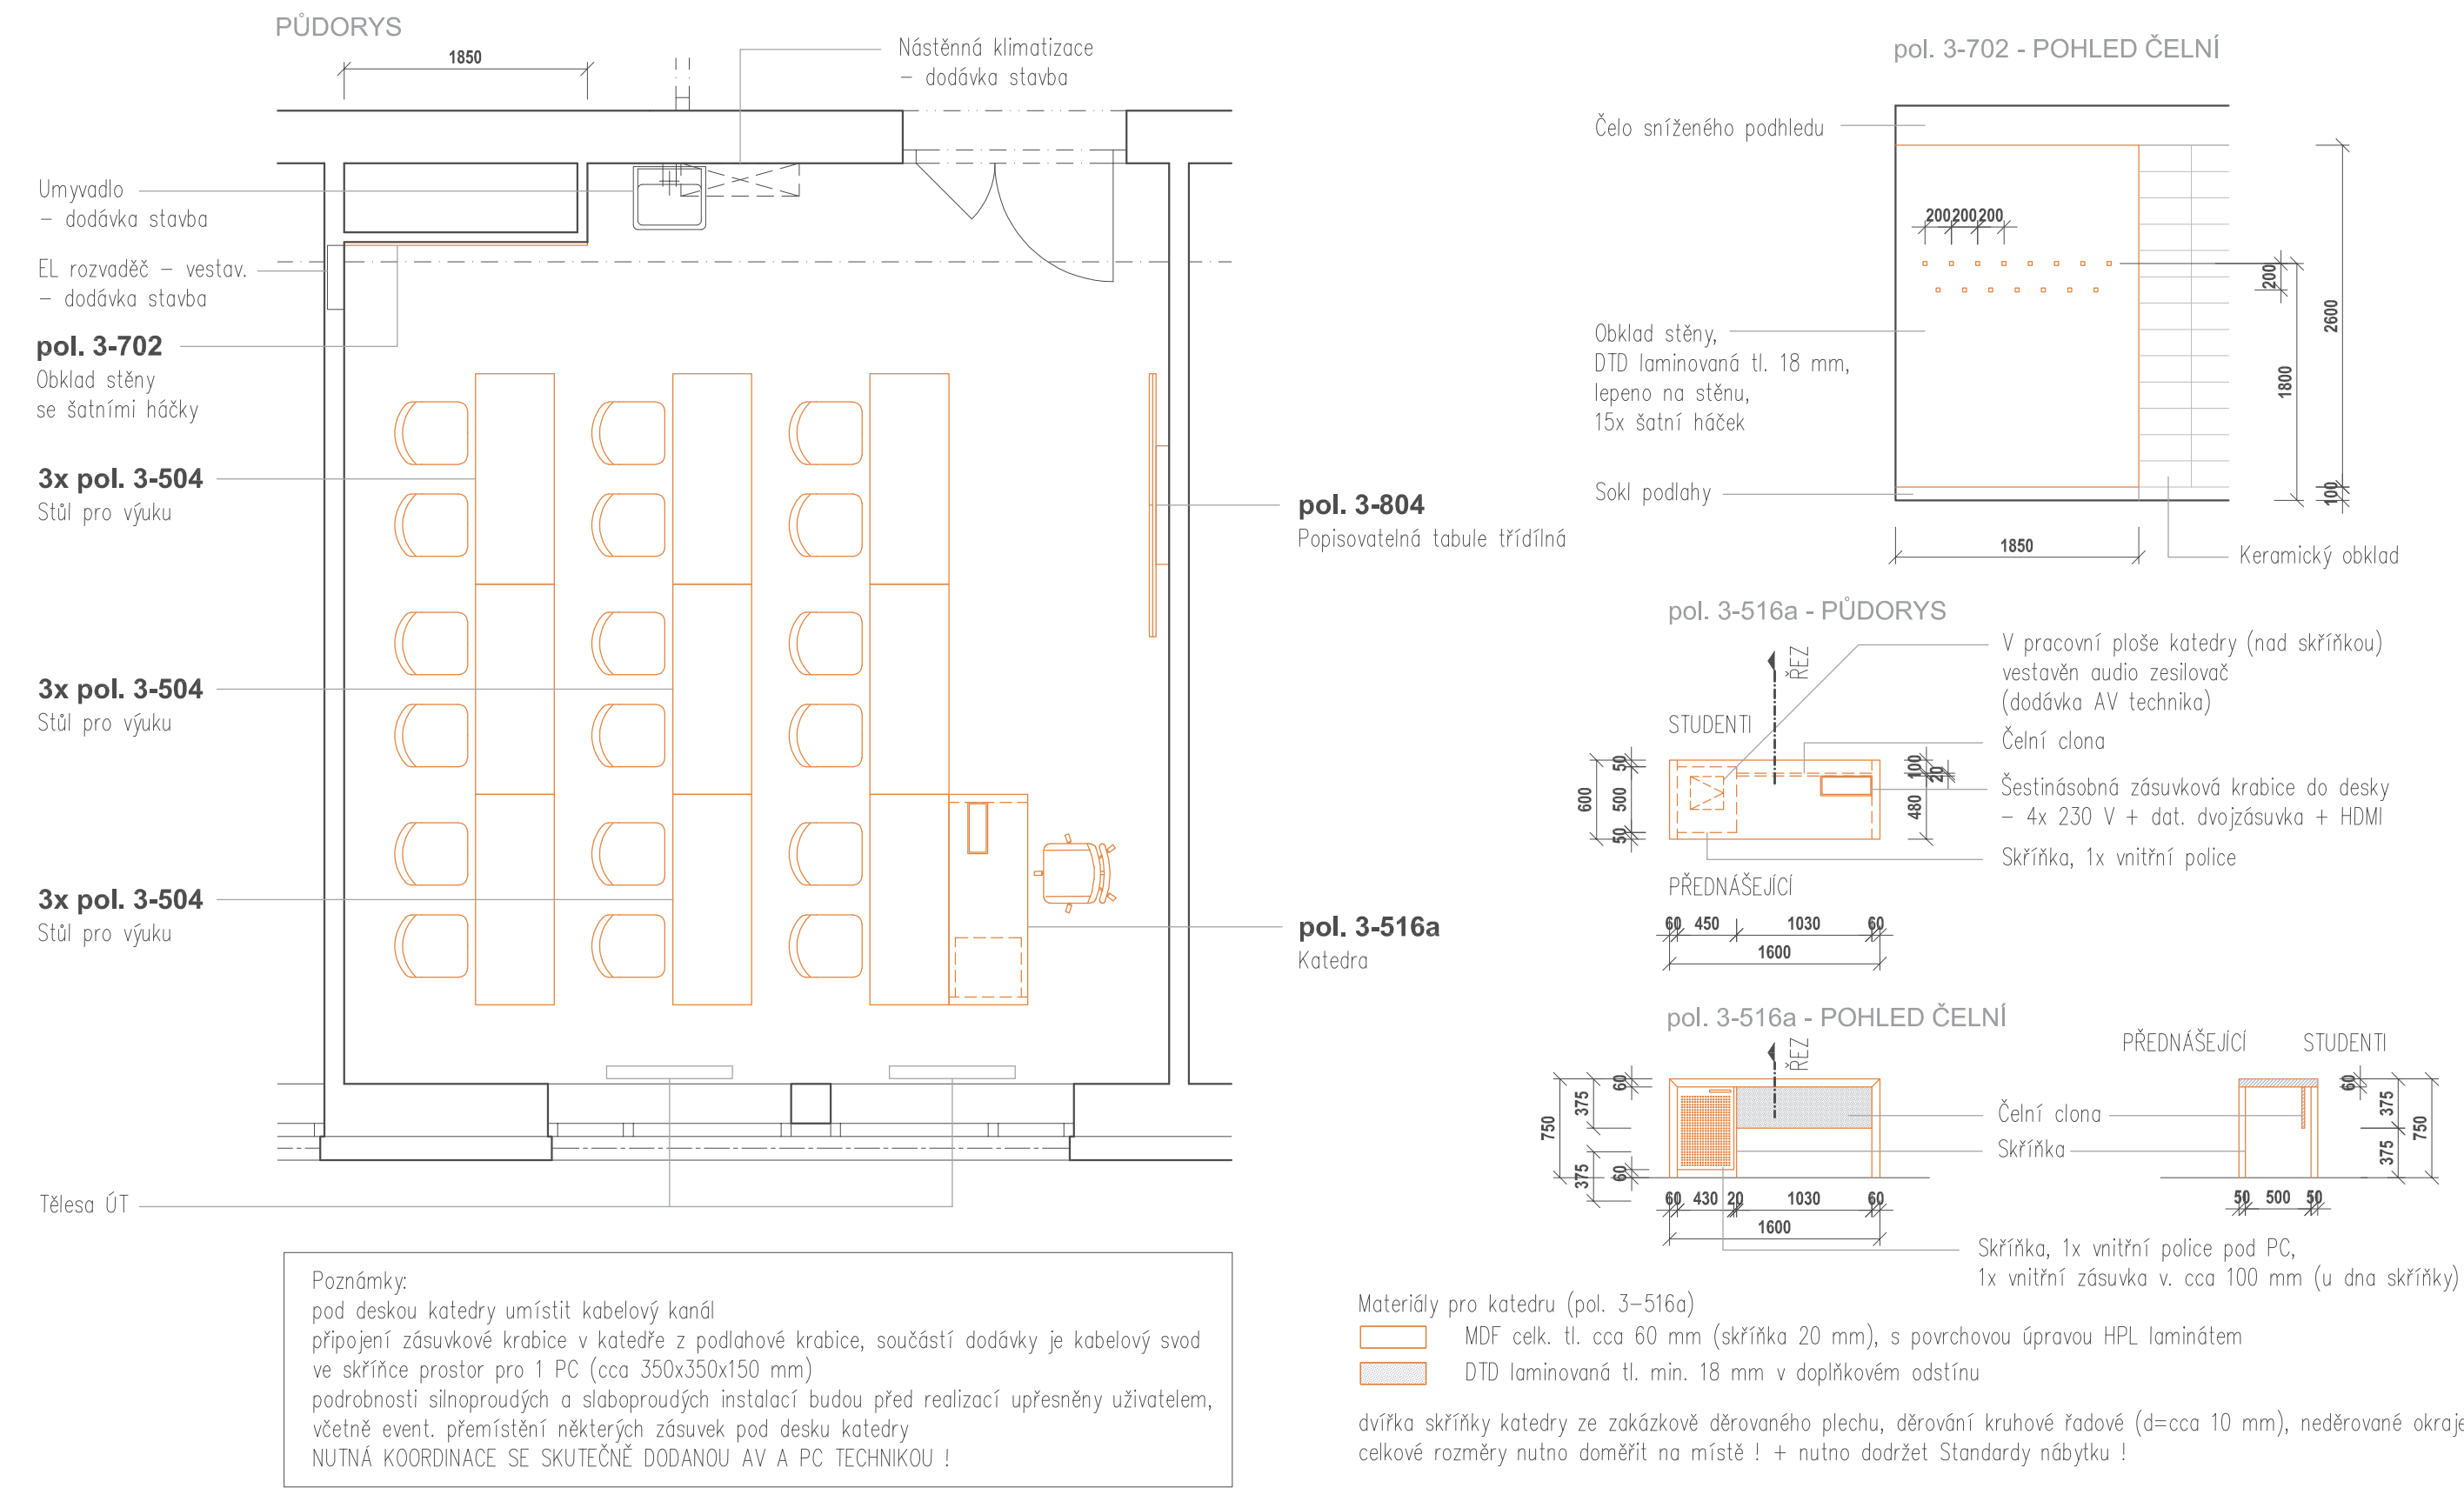 PŮDORYS
1850
Nástěnná klimatizace
- dodávka stavba
Umyvadlo
- dodávka stavba
EL rozvaděč - vestav.
- dodávka stavba
pol. 3-702
Obklad stěny
se šatními háčky
3x pol. 3-504
Stůl pro výuku
3x pol. 3-504
Stůl pro výuku
3x pol. 3-504
Stůl pro výuku
pol. 3-804
Popisovatelná tabule třídílná
pol. 3-516a
Katedra
Tělesa ÚT
Poznámky:
pod deskou katedry umístit kabelový kanál
připojení zásuvkové krabice v katedře z podlahové krabice, součástí dodávky je kabelový svod
ve skříňce prostor pro 1 PC (cca 350x350x150 mm)
podrobnosti silnoproudých a slaboproudých instalací budou před realizací upřesněny uživatelem,
včetně event. přemístění některých zásuvek pod desku katedry
NUTNÁ KOORDINACE SE SKUTEČNĚ DODANOU AV A PC TECHNIKOU !
pol. 3-702 - POHLED ČELNÍ
Čelo sníženého podhledu
200 200 200
200
2600
1800
100
Obklad stěny,
DTD laminovaná tl. 18 mm,
lepeno na stěnu,
15x šatní háček
Sokl podlahy
1850
Keramický obklad
pol. 3-516a - PŮDORYS
ŘEZ
V pracovní ploše katedry (nad skříňkou)
vestavěn audio zesilovač
(dodávka AV technika)
STUDENTI
Čelní clona
600
50
500
50
100
20
480
Šestinásobná zásuvková krabice do desky
- 4x 230 V + dat. dvojzásuvka + HDMI
Skříňka, 1x vnitřní police
PŘEDNÁŠEJÍCÍ
60 450 1030 60
1600
pol. 3-516a - POHLED ČELNÍ
ŘEZ
PŘEDNÁŠEJÍCÍ STUDENTI
750
375
375
60
60
Čelní clona
Skříňka
60
375
375
750
60 430 20 1030 60
1600
50 500 50
Skříňka, 1x vnitřní police pod PC,
1x vnitřní zásuvka v. cca 100 mm (u dna skříňky)
Materiály pro katedru (pol. 3-516a)
MDF celk. tl. cca 60 mm (skříňka 20 mm), s povrchovou úpravou HPL laminátem
DTD laminovaná tl. min. 18 mm v doplňkovém odstínu
dvířka skříňky katedry ze zakázkově děrovaného plechu, děrování kruhové řadové (d=cca 10 mm), neděrované okraje
celkové rozměry nutno doměřit na místě ! + nutno dodržet Standardy nábytku !